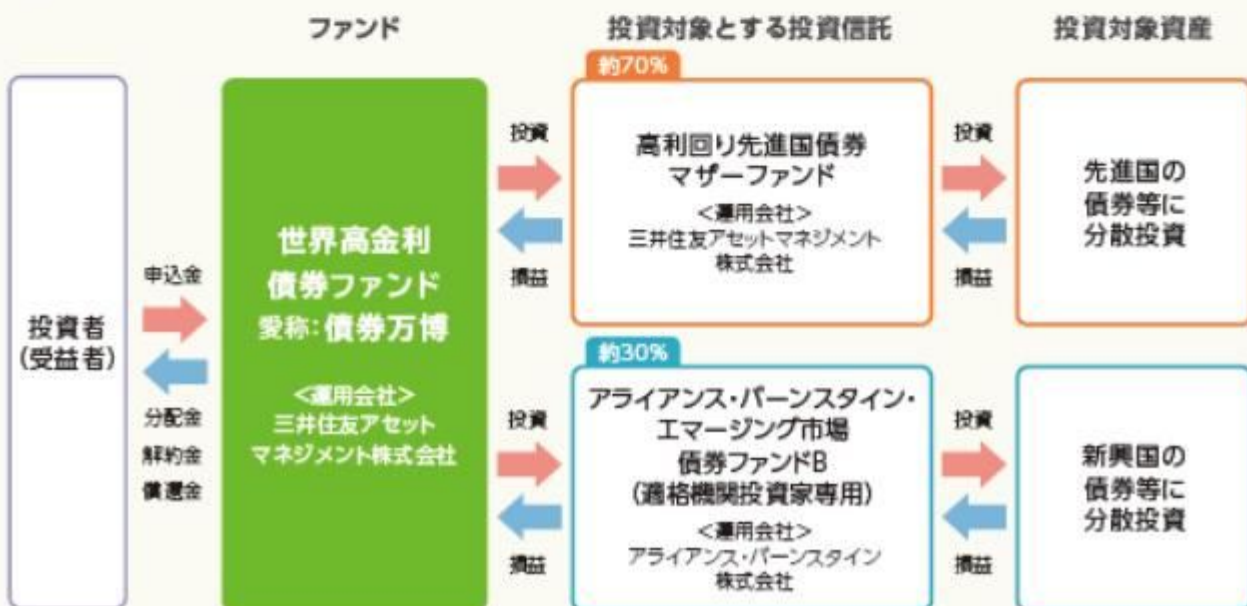 ファンド
投資対象とする投資信託
投資対象資産
投資者
(受益者)
申込金
分配金
解約金
償還金
世界高金利
債券ファンド
愛称:債券万博
<運用会社>
三井住友アセット
マネジメント株式会社
投資
損益
約70%
高利回り先進国債券
マザーファンド
<運用会社>
三井住友アセットマネジメント
株式会社
投資
損益
先進国の
債券等に
分散投資
投資
損益
約30%
アライアンス・バーンスタイン・
エマージング市場
債券ファンドB
(適格機関投資家専用)
<運用会社>
アライアンス・バーンスタイン
株式会社
投資
損益
新興国の
債券等に
分散投資